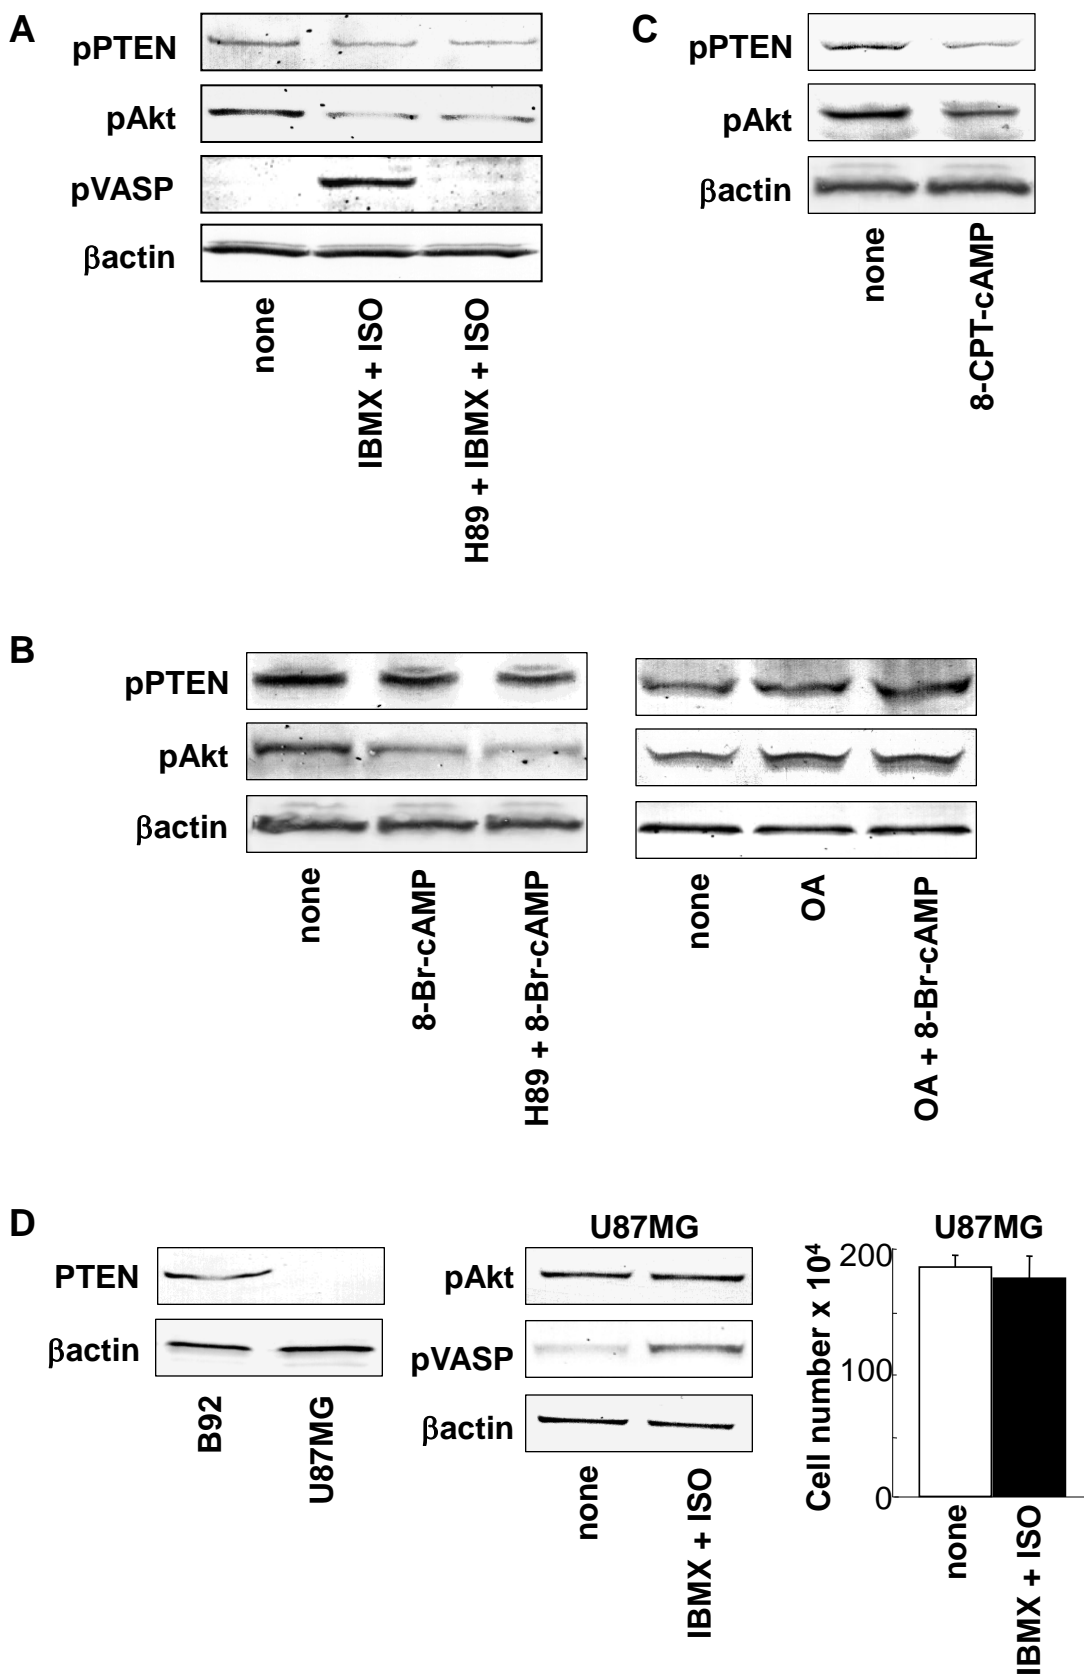 A
pPTEN
pAkt
pVASP
βactin
none
IBMX + ISO
H89 + IBMX + ISO
C
pPTEN
pAkt
βactin
none
8-CPT-cAMP
B
pPTEN
pAkt
βactin
none
8-Br-cAMP
H89 + 8-Br-cAMP
none
OA
OA + 8-Br-cAMP
D
PTEN
βactin
B92
U87MG
U87MG
pAkt
pVASP
βactin
none
IBMX + ISO
U87MG
Cell number x 10⁴
200
100
0
none
IBMX + ISO